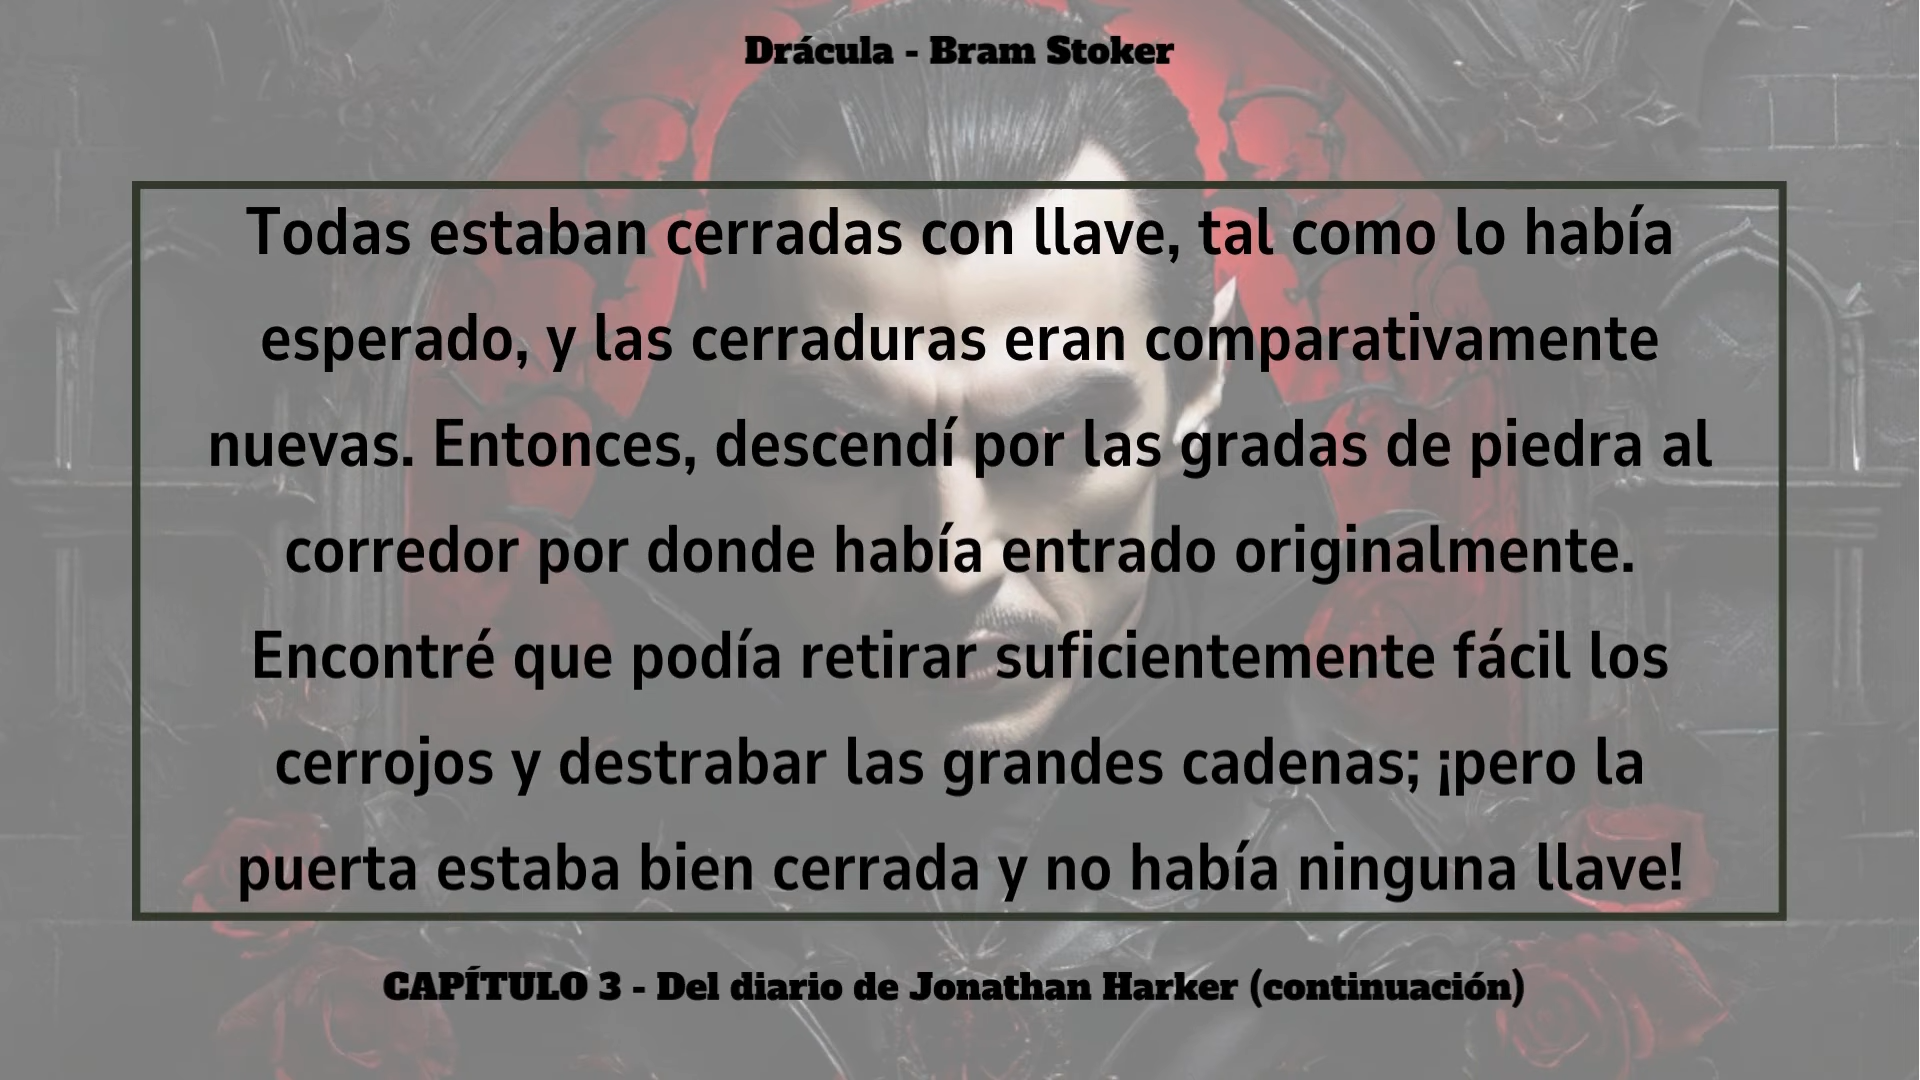 Drácula - Bram Stoker
Todas estaban cerradas con llave, tal como lo había
esperado, y las cerraduras eran comparativamente
nuevas. Entonces, descendí por las gradas de piedra al
corredor por donde había entrado originalmente.
Encontré que podía retirar suficientemente fácil los
cerrojos y destrabar las grandes cadenas; ¡pero la
puerta estaba bien cerrada y no había ninguna llave!
CAPÍTULO 3 - Del diario de Jonathan Harker (continuación)